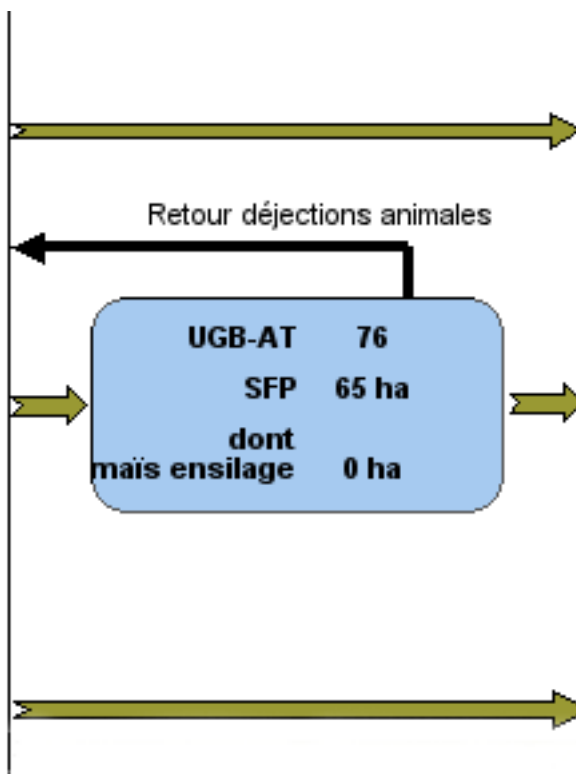 Retour déjections animales
UGB-AT 76
SFP 65 ha
dont
maïs ensilage 0 ha